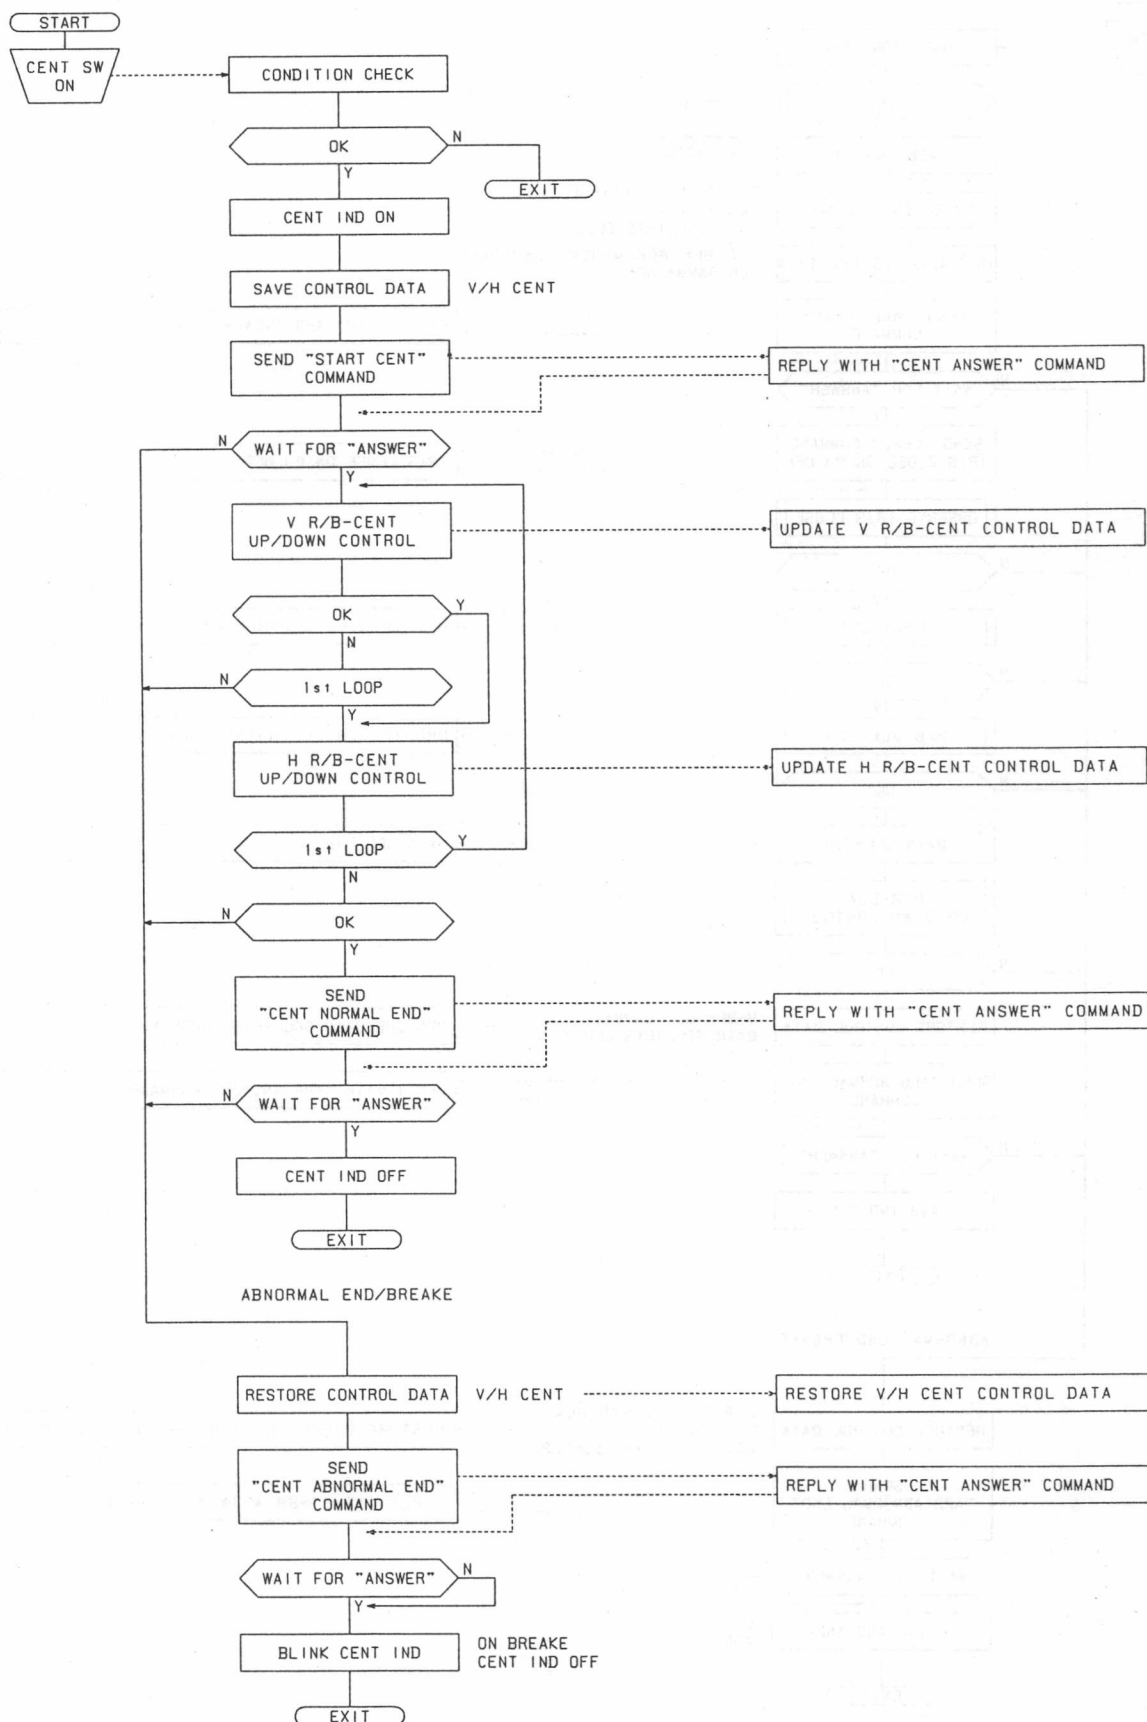 START
CENT SW
ON
CONDITION CHECK
OK
N
Y
EXIT
CENT IND ON
SAVE CONTROL DATA
V/H CENT
SEND "START CENT"
COMMAND
REPLY WITH "CENT ANSWER" COMMAND
N
WAIT FOR "ANSWER"
Y
V R/B-CENT
UP/DOWN CONTROL
UPDATE V R/B-CENT CONTROL DATA
OK
Y
N
N
1st LOOP
Y
H R/B-CENT
UP/DOWN CONTROL
UPDATE H R/B-CENT CONTROL DATA
1st LOOP
Y
N
N
OK
Y
SEND
"CENT NORMAL END"
COMMAND
REPLY WITH "CENT ANSWER" COMMAND
N
WAIT FOR "ANSWER"
Y
CENT IND OFF
EXIT
ABNORMAL END/BREAKE
RESTORE CONTROL DATA
V/H CENT
RESTORE V/H CENT CONTROL DATA
SEND
"CENT ABNORMAL END"
COMMAND
REPLY WITH "CENT ANSWER" COMMAND
WAIT FOR "ANSWER"
N
Y
BLINK CENT IND
ON BREAKE
CENT IND OFF
EXIT